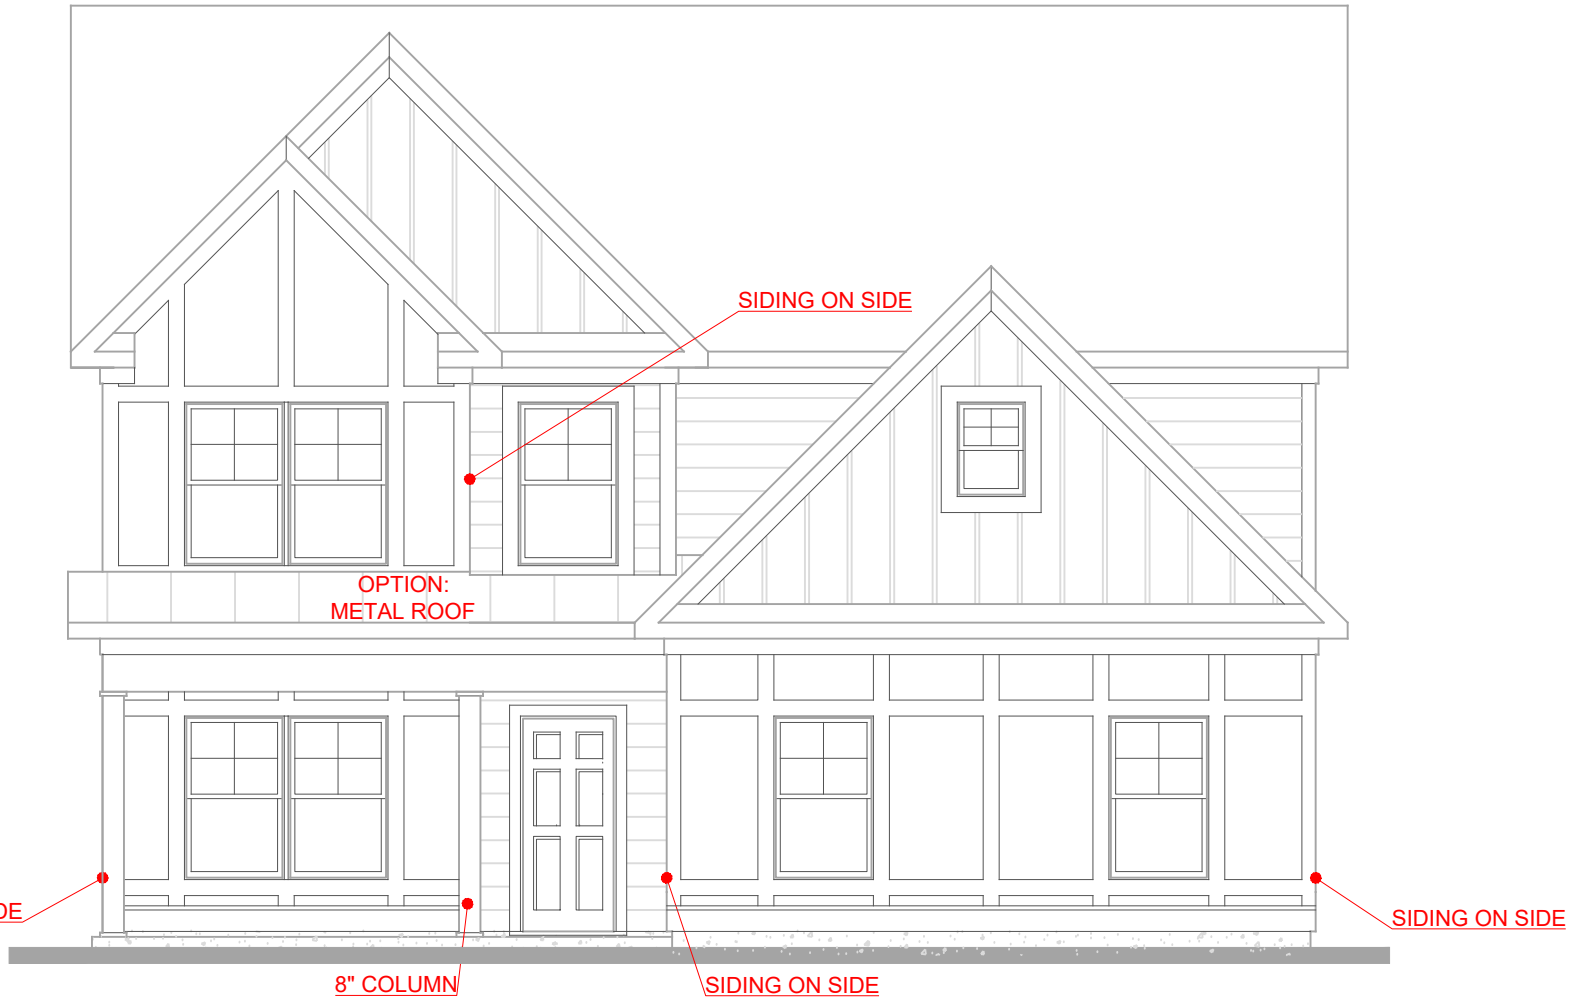 SIDING ON SIDE
OPTION:
METAL ROOF
SIDING ON SIDE
8" COLUMN
SIDING ON SIDE